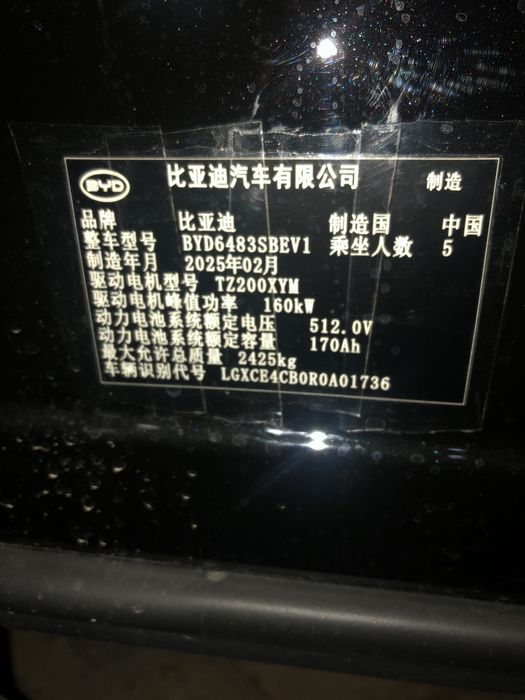 BYD 比亚迪汽车有限公司 制造
品牌 比亚迪 制造国 中国
整车型号 BYD6483SBEV1 乘坐人数 5
制造年月 2025年02月
驱动电机型号 TZ200XYM
驱动电机峰值功率 160kW
动力电池系统额定电压 512.0V
动力电池系统额定容量 170Ah
最大允许总质量 2425kg
车辆识别代号 LGXCE4CB0R0A01736